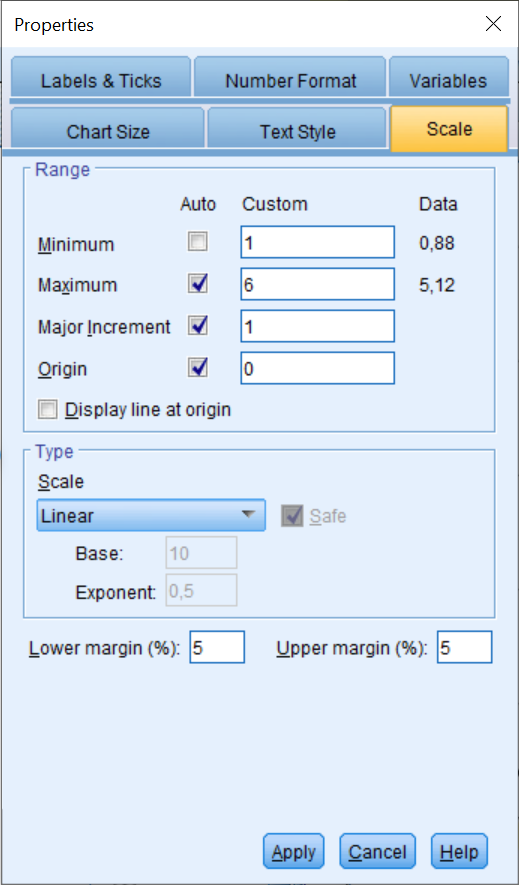 Properties
Labels & Ticks Number Format Variables
Chart Size Text Style Scale
Range
Auto Custom Data
Minimum 1 0,88
Maximum 6 5,12
Major Increment 1
Origin 0
Display line at origin
Type
Scale
Linear Safe
Base: 10
Exponent: 0,5
Lower margin (%): 5 Upper margin (%): 5
Apply Cancel Help